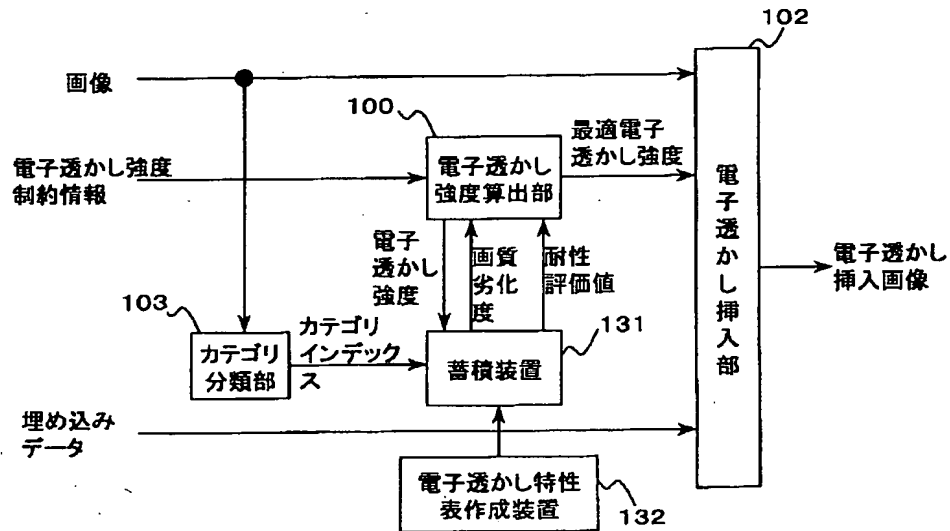 102
画像
100
最適電子
透かし強度
電子透かし強度
制約情報
電子透かし
強度算出部
電子透かし挿入部
電子
透かし
強度
画質
劣化
度
耐性
評価値
電子透かし
挿入画像
103
131
カテゴリ
分類部
カテゴリ
インデック
ス
蓄積装置
埋め込み
データ
電子透かし特性
表作成装置
132